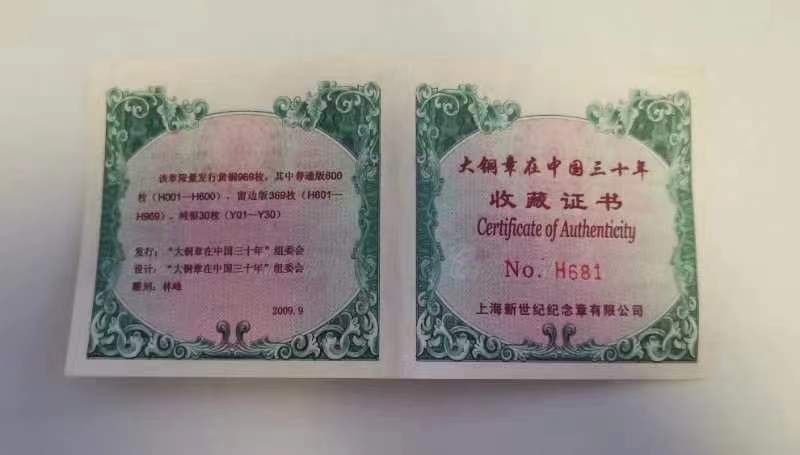 该章限量发行黄铜969枚，其中普通版600
枚（H001—H600）、留边版369枚（H601—
H969）、纯银30枚（Y01—Y30）
发行：“大铜章在中国三十年”组委会
设计：“大铜章在中国三十年”组委会
雕刻：林峰
2009.9
大铜章在中国三十年
收藏证书
Certificate of Authenticity
No. H681
上海新世纪纪念章有限公司